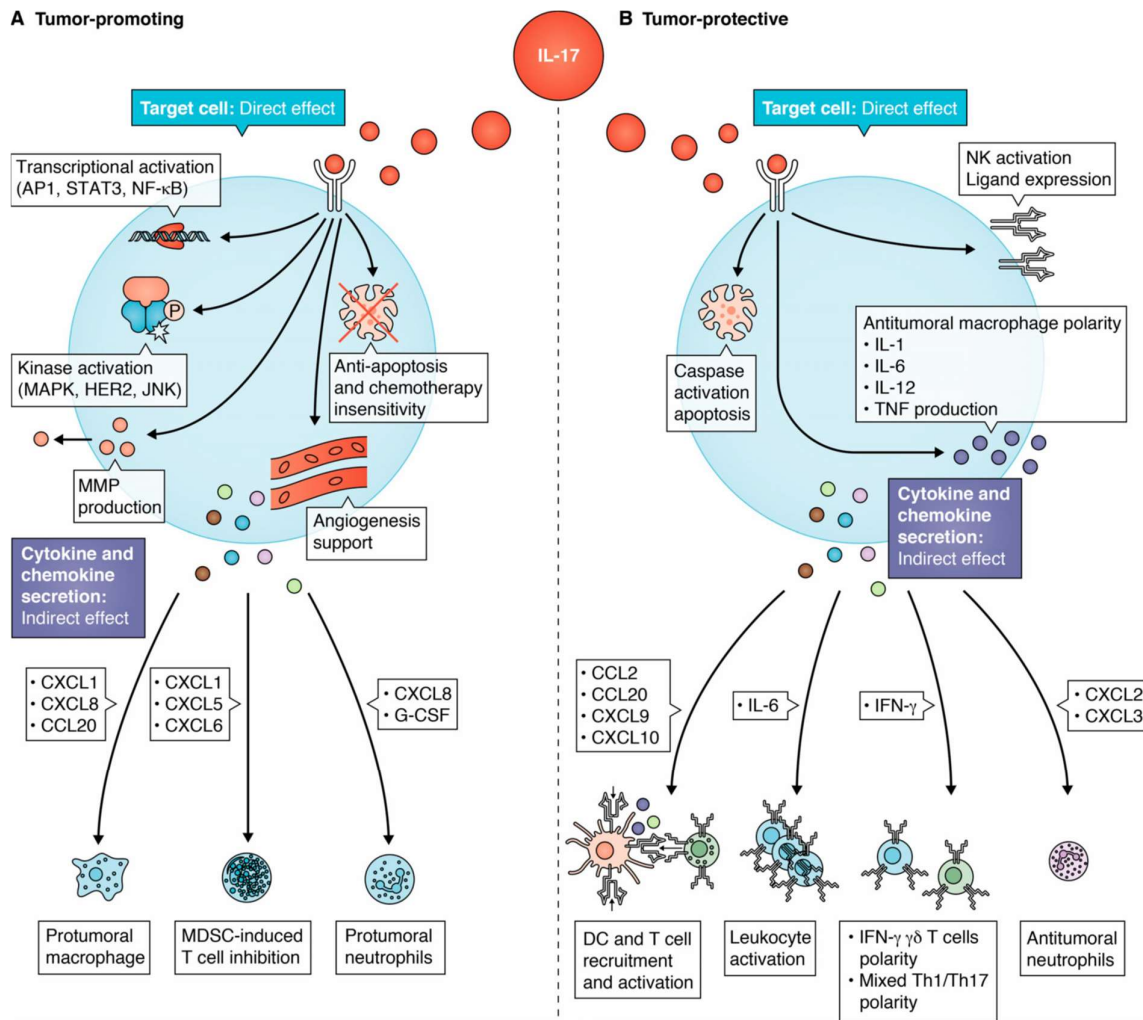 A Tumor-promoting
B Tumor-protective
IL-17
Target cell: Direct effect
Transcriptional activation
(AP1, STAT3, NF-κB)
P
Kinase activation
(MAPK, HER2, JNK)
Anti-apoptosis
and chemotherapy
insensitivity
MMP
production
Angiogenesis
support
Cytokine and
chemokine
secretion:
Indirect effect
• CXCL1
• CXCL8
• CCL20
• CXCL1
• CXCL5
• CXCL6
• CXCL8
• G-CSF
Protumoral
macrophage
MDSC-induced
T cell inhibition
Protumoral
neutrophils
Target cell: Direct effect
NK activation
Ligand expression
Caspase
activation
apoptosis
Antitumoral macrophage polarity
• IL-1
• IL-6
• IL-12
• TNF production
Cytokine and
chemokine
secretion:
Indirect effect
• CCL2
• CCL20
• CXCL9
• CXCL10
• IL-6
• IFN-γ
• CXCL2
• CXCL3
DC and T cell
recruitment
and activation
Leukocyte
activation
• IFN-γ γδ T cells
polarity
• Mixed Th1/Th17
polarity
Antitumoral
neutrophils